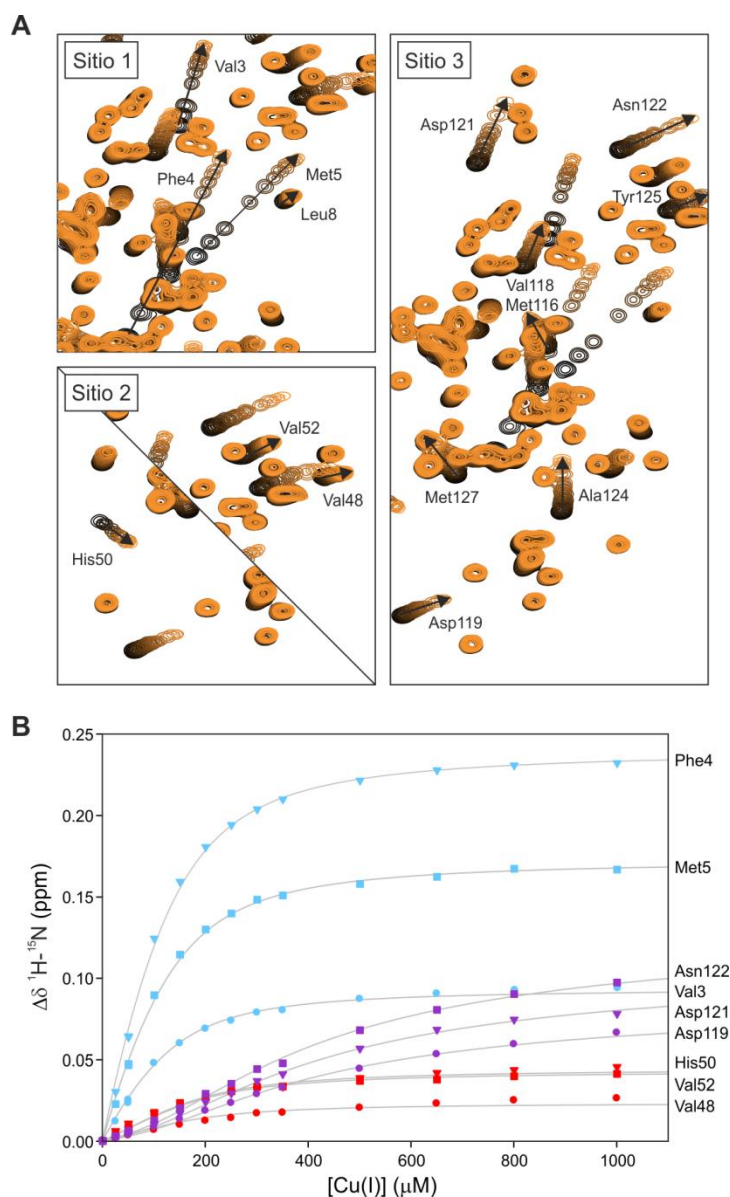 A
Sitio 1
Val3
Phe4
Met5
Leu8
Sitio 2
Val52
Val48
His50
Sitio 3
Asp121
Asn122
Tyr125
Val118
Met116
Met127
Ala124
Asp119
B
Δδ ¹H-¹⁵N (ppm)
0.25
0.20
0.15
0.10
0.05
0.00
0
200
400
600
800
1000
[Cu(I)] (μM)
Phe4
Met5
Asn122
Val3
Asp121
Asp119
His50
Val52
Val48